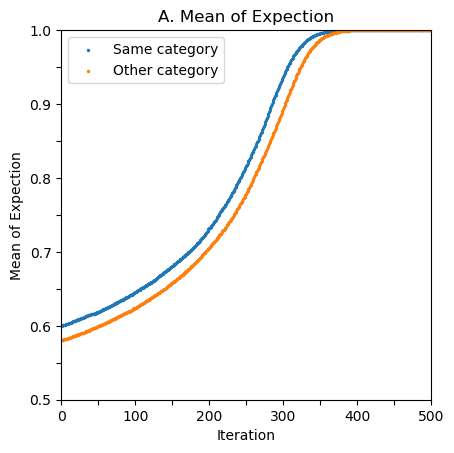 A. Mean of Expection
Same category
Other category
Mean of Expection
1.0
0.9
0.8
0.7
0.6
0.5
0 100 200 300 400 500
Iteration